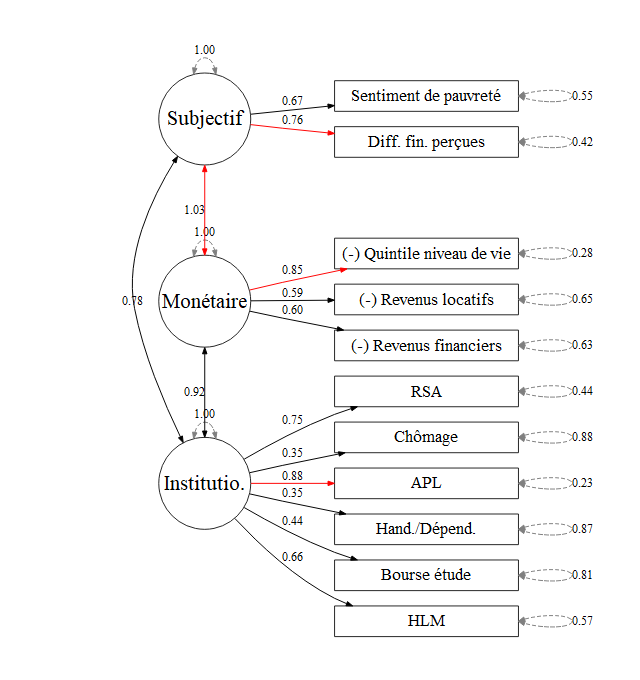 1.00
Subjectif
0.67
Sentiment de pauvreté
0.55
0.76
Diff. fin. perçues
0.42
1.03
1.00
Monétaire
0.85
(-) Quintile niveau de vie
0.28
0.59
(-) Revenus locatifs
0.65
0.60
(-) Revenus financiers
0.63
0.78
0.92
1.00
Institutio.
0.75
RSA
0.44
0.35
Chômage
0.88
0.88
APL
0.23
0.35
Hand./Dépend.
0.87
0.44
Bourse étude
0.81
0.66
HLM
0.57